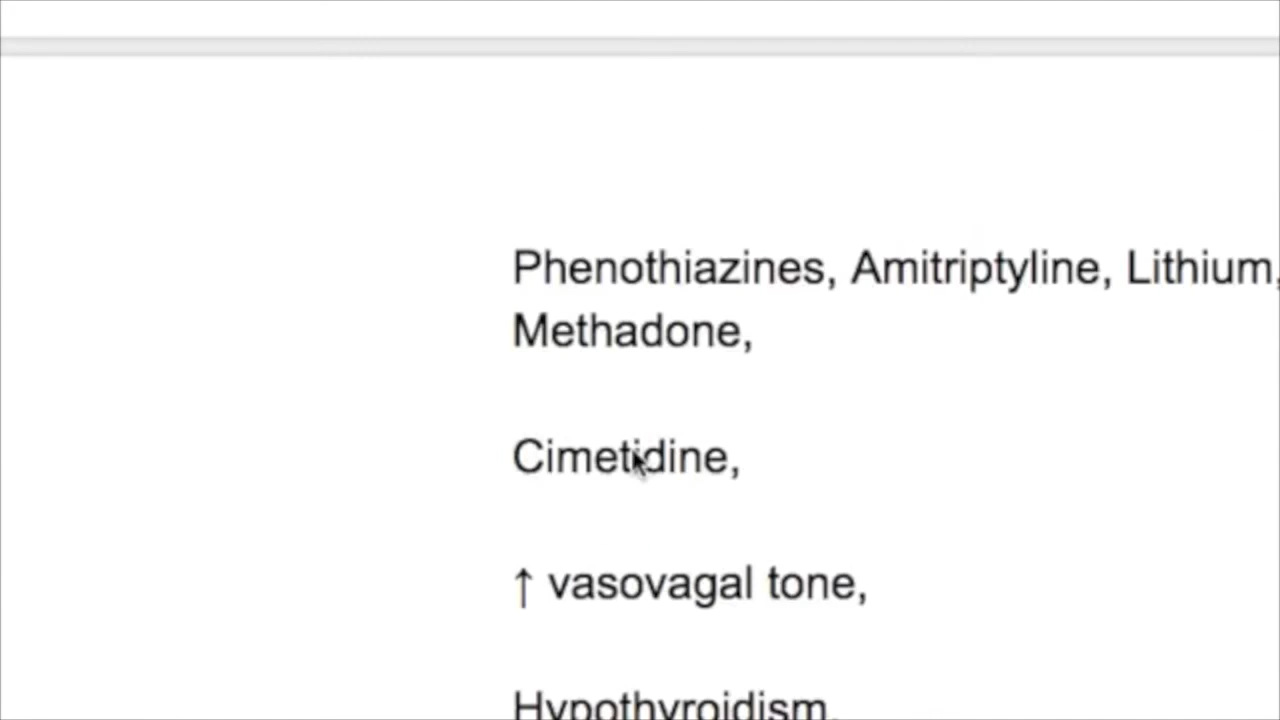 Phenothiazines, Amitriptyline, Lithium,
Methadone,
Cimetidine,
↑ vasovagal tone,
Hypothyroidism,